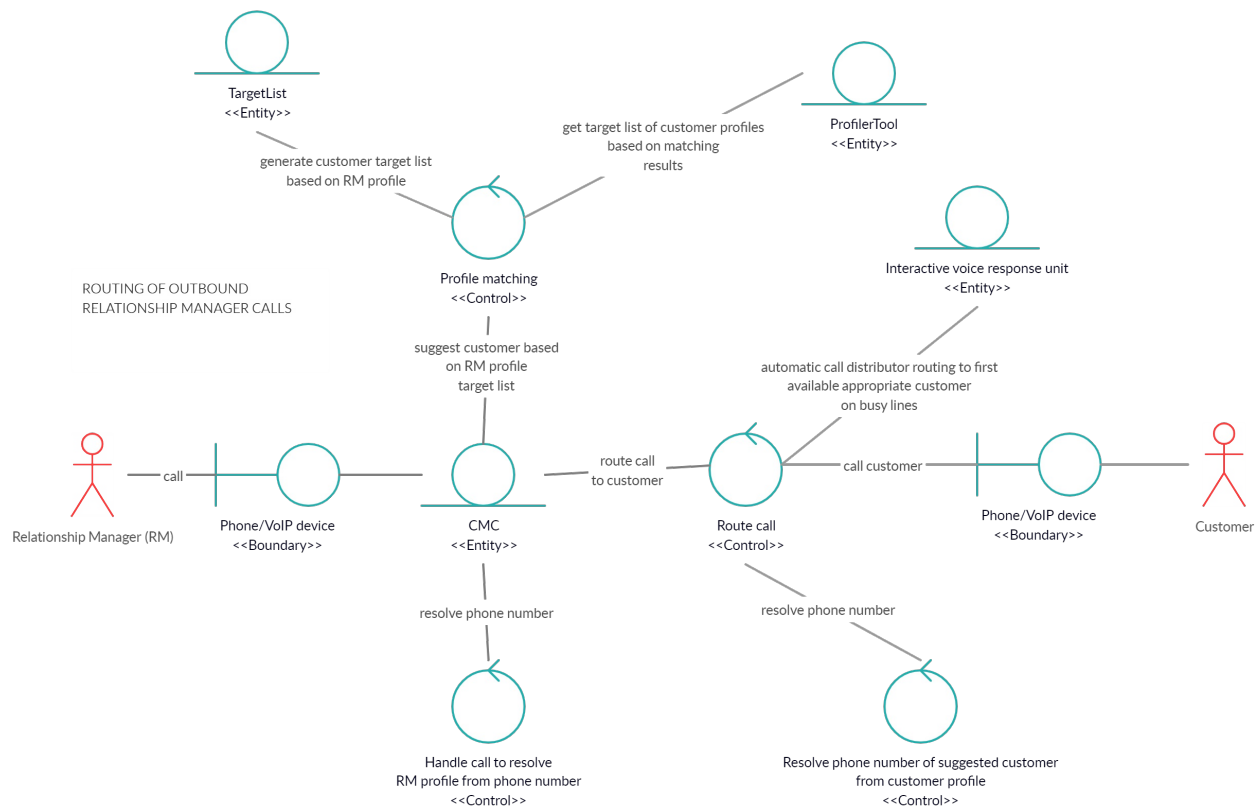 TargetList
<<Entity>>
ProfilerTool
<<Entity>>
get target list of customer profiles
based on matching
results
generate customer target list
based on RM profile
Profile matching
<<Control>>
Interactive voice response unit
<<Entity>>
ROUTING OF OUTBOUND
RELATIONSHIP MANAGER CALLS
suggest customer based
on RM profile
target list
automatic call distributor routing to first
available appropriate customer
on busy lines
call
route call
to customer
call customer
Relationship Manager (RM)
Phone/VoIP device
<<Boundary>>
CMC
<<Entity>>
Route call
<<Control>>
Phone/VoIP device
<<Boundary>>
Customer
resolve phone number
resolve phone number
Handle call to resolve
RM profile from phone number
<<Control>>
Resolve phone number of suggested customer
from customer profile
<<Control>>